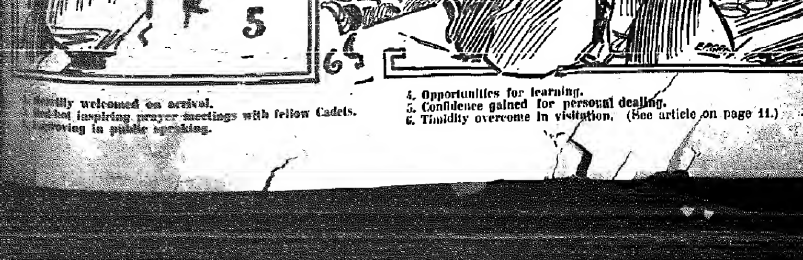 5
6
welcomed on arrival.
inspiring prayer meetings with fellow Cadets.
in public speaking.
4. Opportunities for learning.
5. Confidence gained for personal dealing.
6. Timidity overcome in visitation. (See article on page 11.)